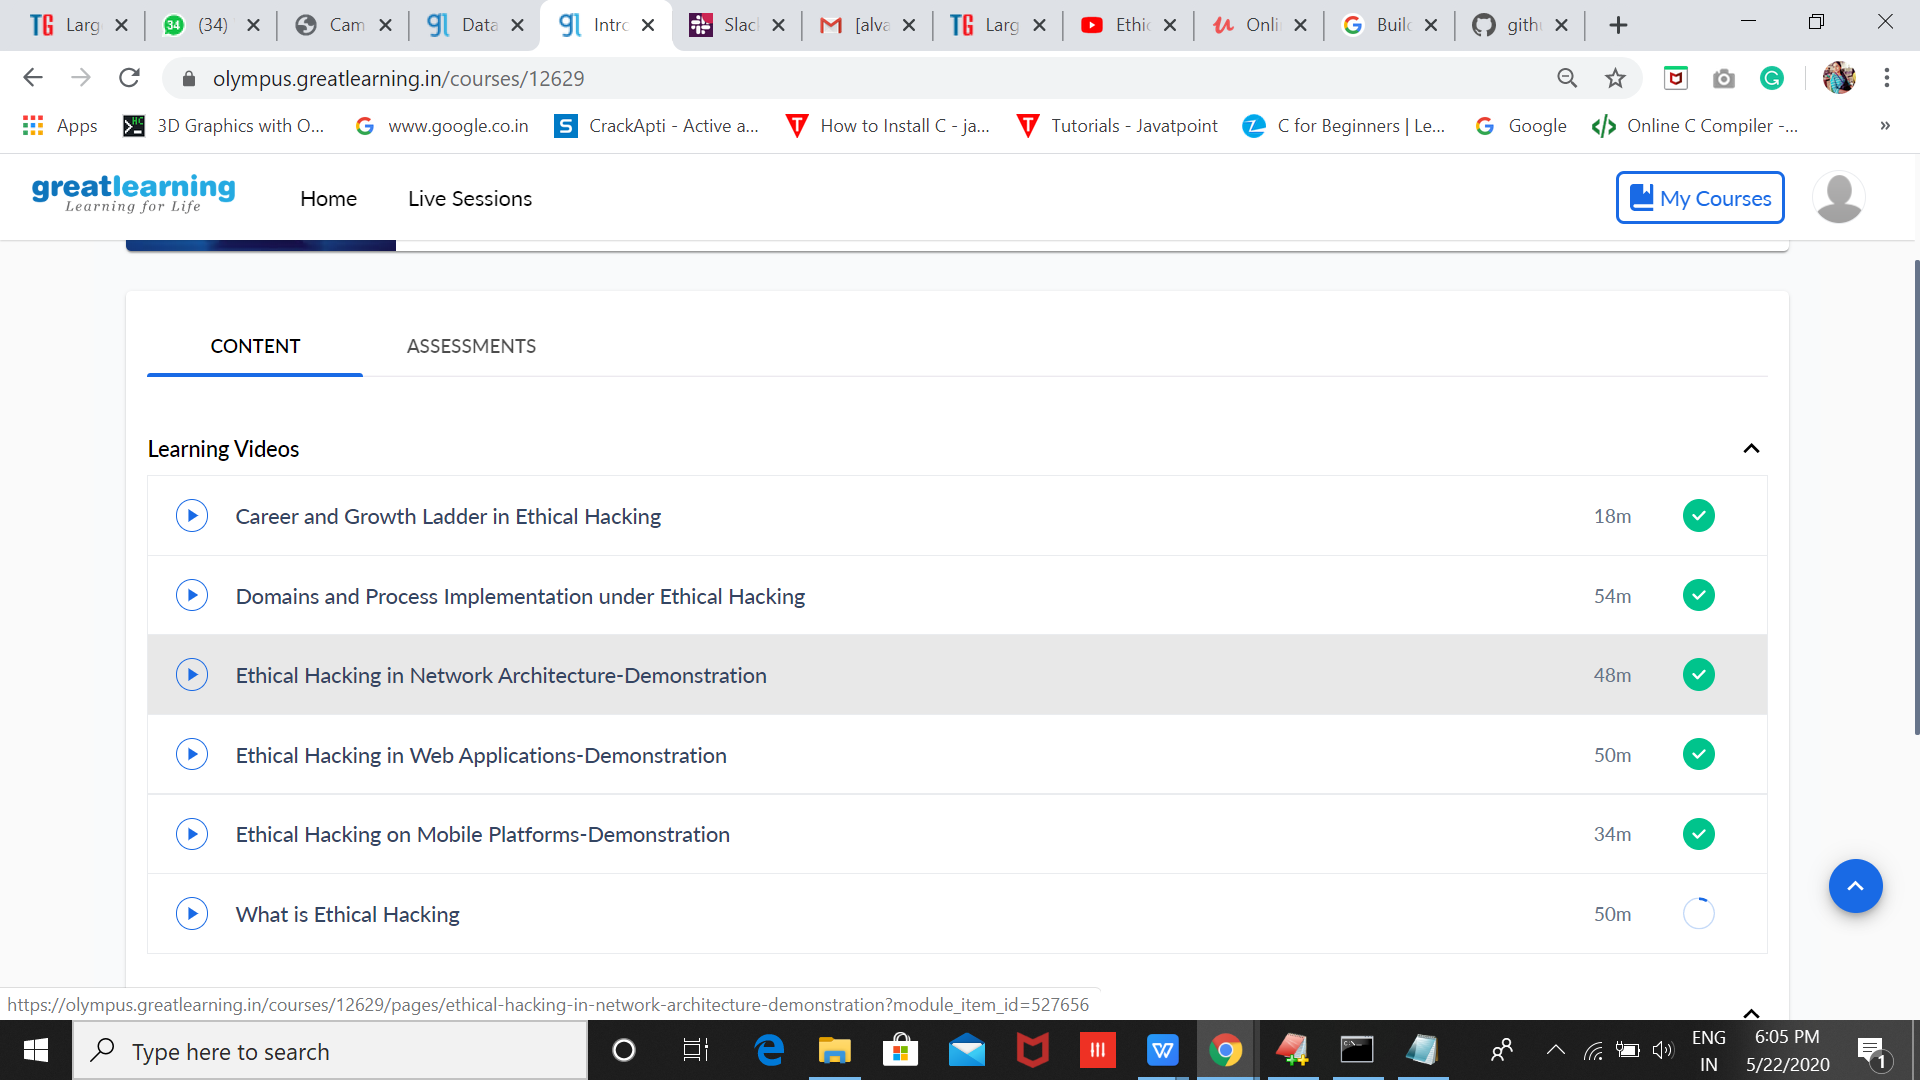 Larg
(34)
Cam
Data
Intro
Slac
[alva
Larg
Ethic
Onli
Build
githu
olympus.greatlearning.in/courses/12629
Apps
3D Graphics with O...
www.google.co.in
CrackApti - Active a...
How to Install C - ja...
Tutorials - Javatpoint
C for Beginners | Le...
Google
Online C Compiler -...
greatlearning
Learning for Life
Home
Live Sessions
My Courses
CONTENT
ASSESSMENTS
Learning Videos
Career and Growth Ladder in Ethical Hacking 18m
Domains and Process Implementation under Ethical Hacking 54m
Ethical Hacking in Network Architecture-Demonstration 48m
Ethical Hacking in Web Applications-Demonstration 50m
Ethical Hacking on Mobile Platforms-Demonstration 34m
What is Ethical Hacking 50m
https://olympus.greatlearning.in/courses/12629/pages/ethical-hacking-in-network-architecture-demonstration?module_item_id=527656
Type here to search
ENG
IN
6:05 PM
5/22/2020
1